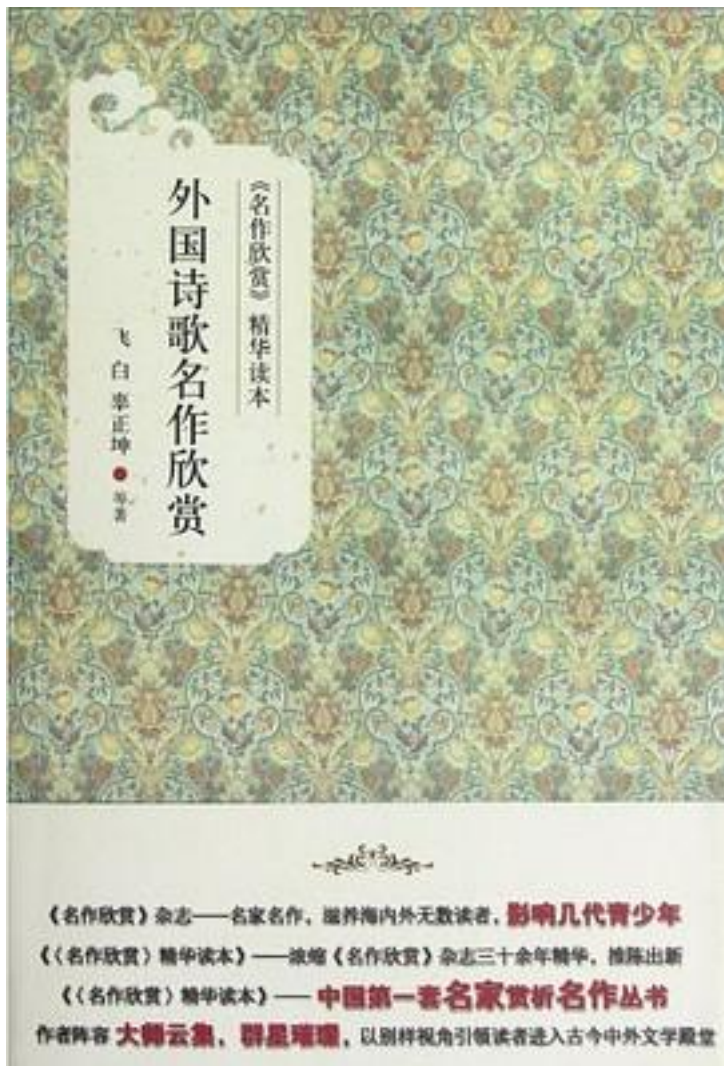 《名作欣赏》精华读本
外国诗歌名作欣赏
飞白 辜正坤 等著
《名作欣赏》杂志——名家名作，滋养海内外无数读者，影响几代青少年
《〈名作欣赏〉精华读本》——浓缩《名作欣赏》杂志三十余年精华，推陈出新
《〈名作欣赏〉精华读本》——中国第一套名家赏析名作丛书
作者阵容大师云集，群星璀璨，以别样视角引领读者进入古今中外文学殿堂